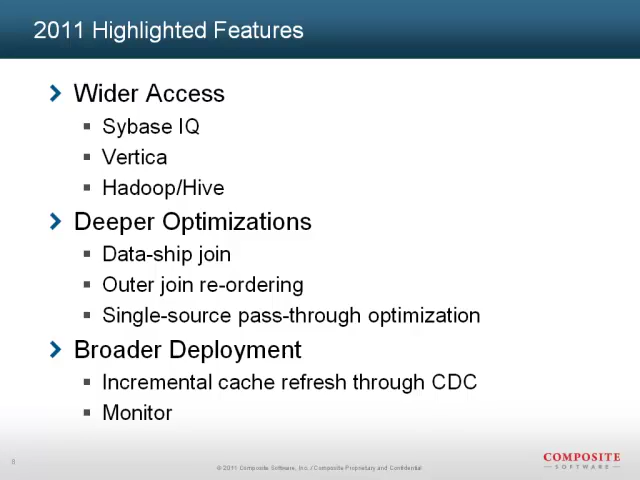 2011 Highlighted Features
Wider Access
Sybase IQ
Vertica
Hadoop/Hive
Deeper Optimizations
Data-ship join
Outer join re-ordering
Single-source pass-through optimization
Broader Deployment
Incremental cache refresh through CDC
Monitor
© 2011 Composite Software, Inc. / Composite Proprietary and Confidential
COMPOSITE
SOFTWARE